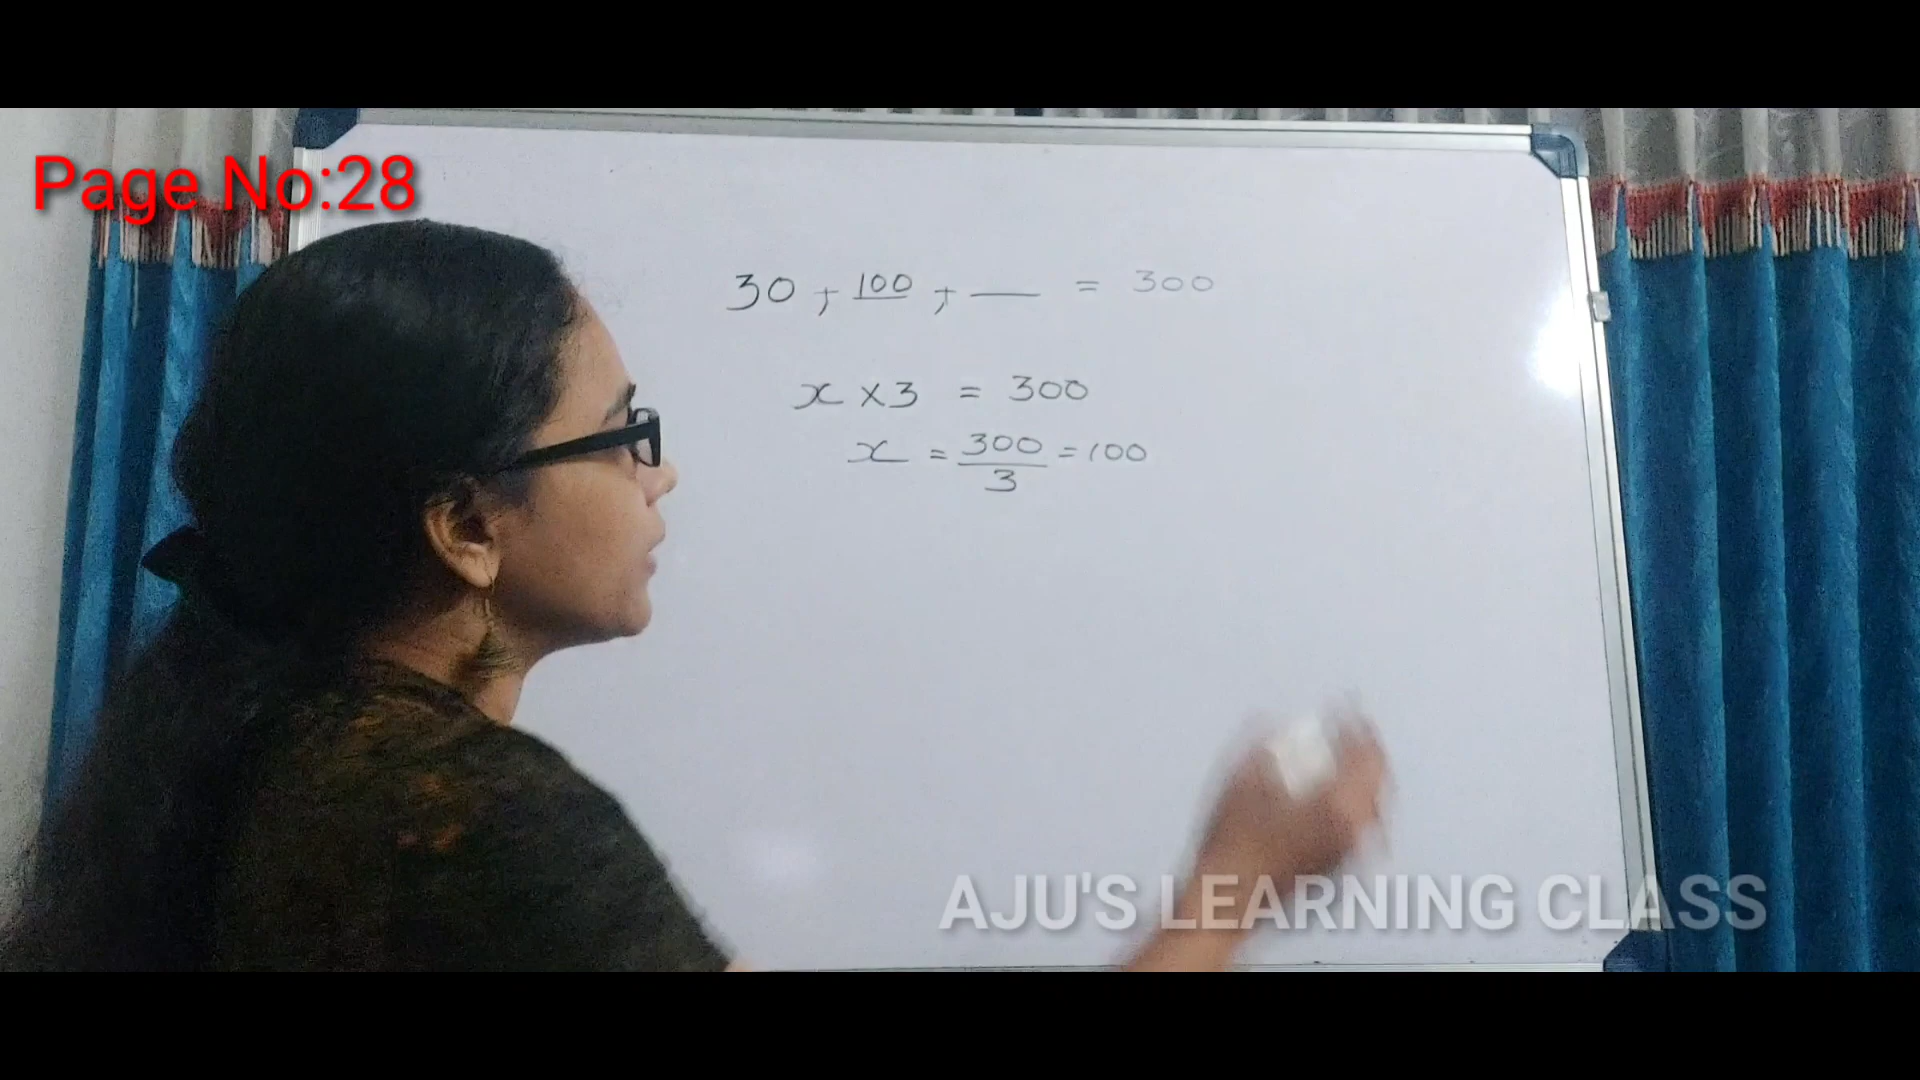 Page No:28
30 , 100 , ___ = 300
x × 3 = 300
x = 300/3 = 100
AJU'S LEARNING CLASS